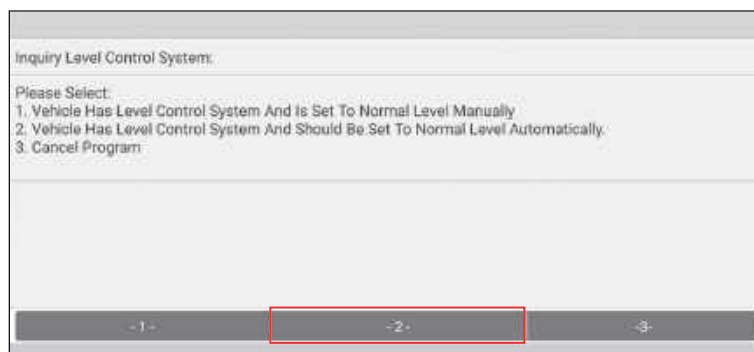 Inquiry Level Control System:
Please Select:
1. Vehicle Has Level Control System And Is Set To Normal Level Manually
2. Vehicle Has Level Control System And Should Be Set To Normal Level Automatically.
3. Cancel Program
- 1 -
- 2 -
-3-